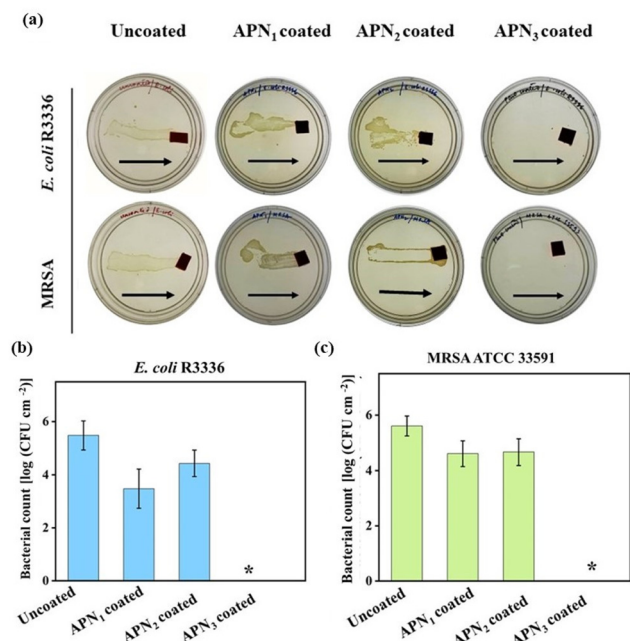 (a)
Uncoated
APN₁ coated
APN₂ coated
APN₃ coated
E. coli R3336
MRSA
(b)
E. coli R3336
Bacterial count [log (CFU cm⁻²)]
6
4
2
0
*
Uncoated
APN₁ coated
APN₂ coated
APN₃ coated
(c)
MRSA ATCC 33591
Bacterial count [log (CFU cm⁻²)]
6
4
2
0
*
Uncoated
APN₁ coated
APN₂ coated
APN₃ coated